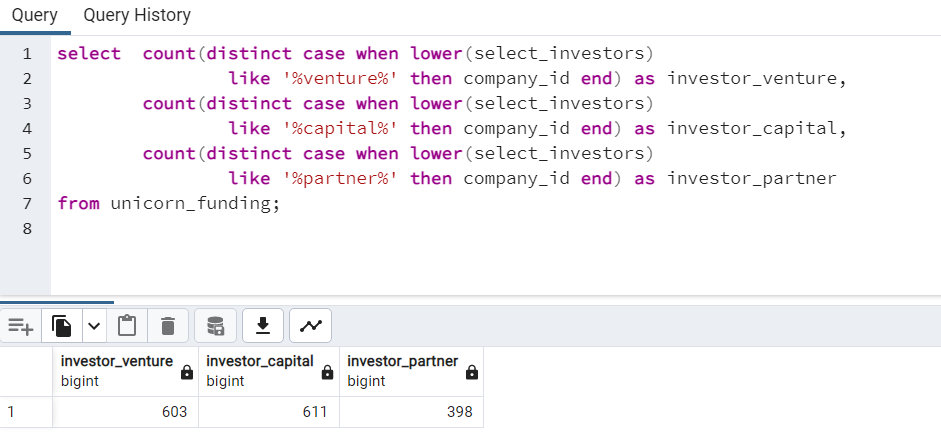 Query Query History
1 select  count(distinct case when lower(select_investors)
2 like '%venture%' then company_id end) as investor_venture,
3 count(distinct case when lower(select_investors)
4 like '%capital%' then company_id end) as investor_capital,
5 count(distinct case when lower(select_investors)
6 like '%partner%' then company_id end) as investor_partner
7 from unicorn_funding;
8
investor_venture investor_capital investor_partner
bigint bigint bigint
1 603 611 398